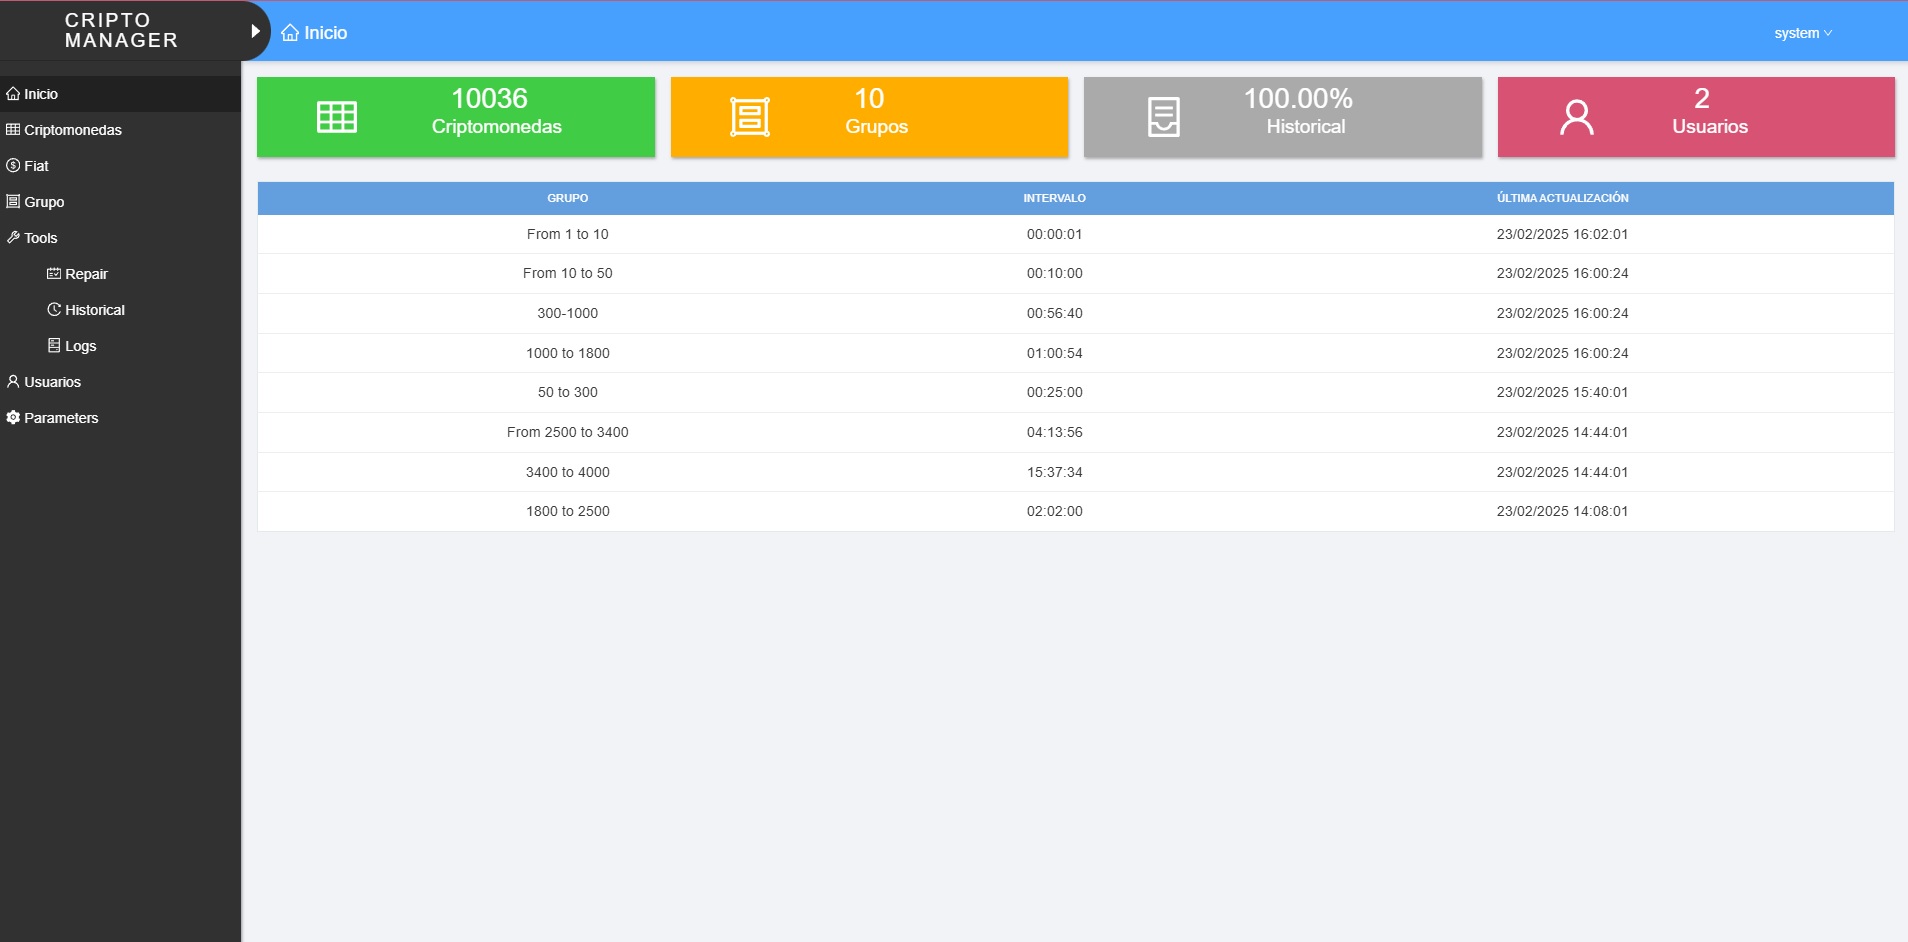 CRIPTO
MANAGER
Inicio
system
Inicio
Criptomonedas
Fiat
Grupo
Tools
Repair
Historical
Logs
Usuarios
Parameters
10036
Criptomonedas
10
Grupos
100.00%
Historical
2
Usuarios
GRUPO INTERVALO ÚLTIMA ACTUALIZACIÓN
From 1 to 10 00:00:01 23/02/2025 16:02:01
From 10 to 50 00:10:00 23/02/2025 16:00:24
300-1000 00:56:40 23/02/2025 16:00:24
1000 to 1800 01:00:54 23/02/2025 16:00:24
50 to 300 00:25:00 23/02/2025 15:40:01
From 2500 to 3400 04:13:56 23/02/2025 14:44:01
3400 to 4000 15:37:34 23/02/2025 14:44:01
1800 to 2500 02:02:00 23/02/2025 14:08:01